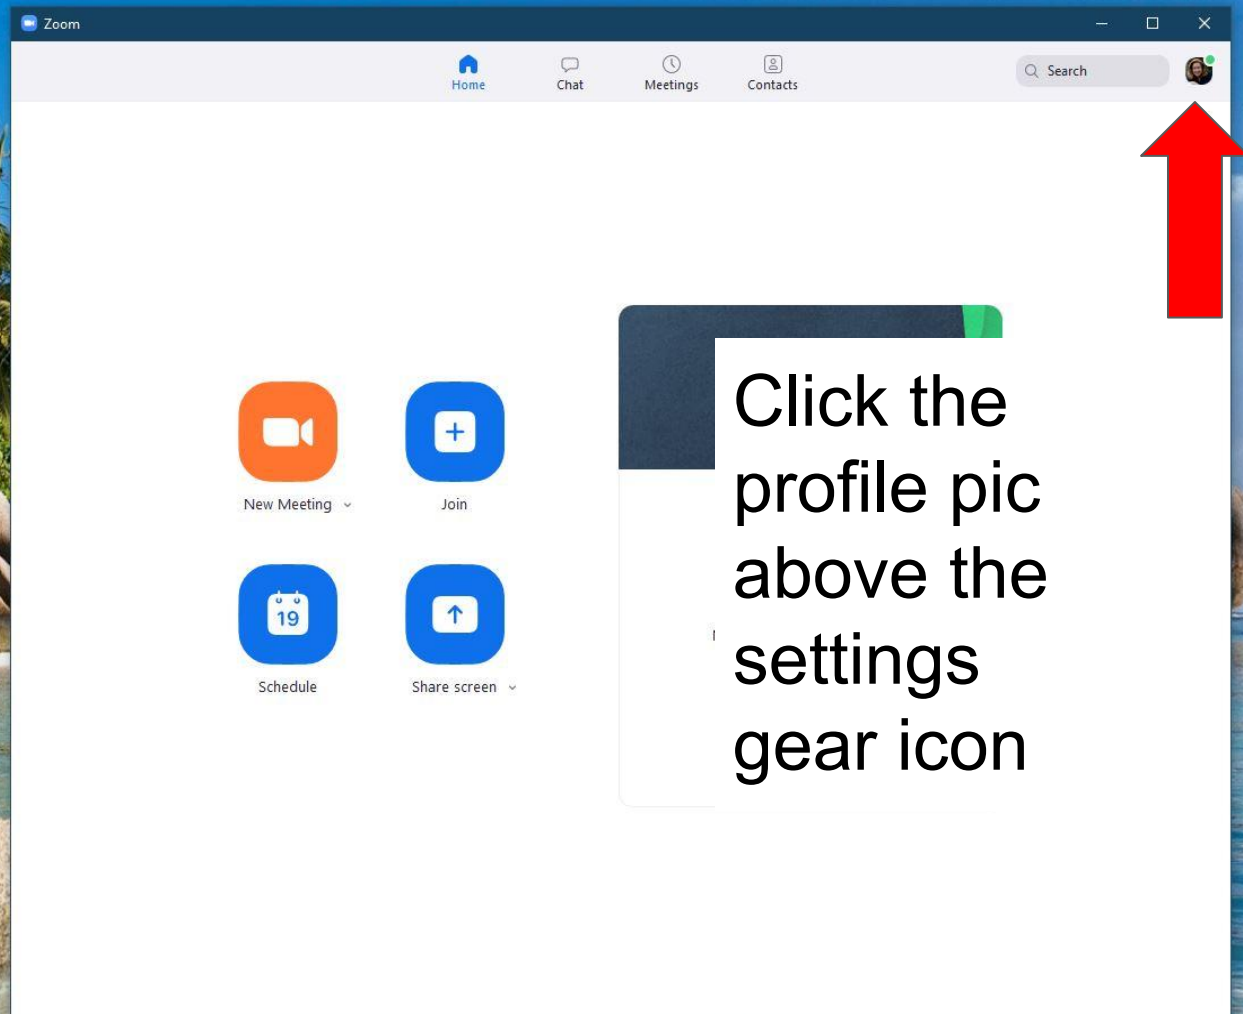 Zoom
Home
Chat
Meetings
Contacts
Search
New Meeting
Join
19
Schedule
Share screen
Click the
profile pic
above the
settings
gear icon